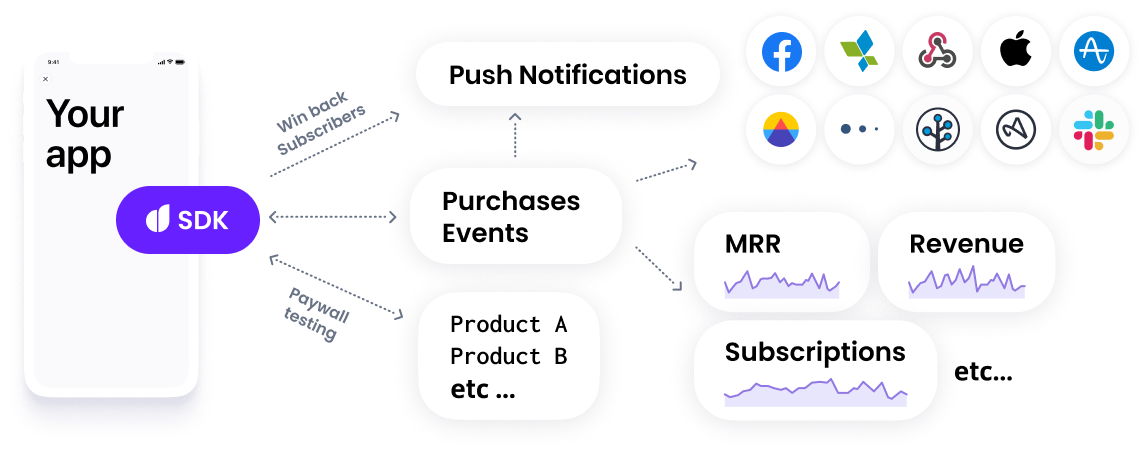 9:41
Your
app
SDK
Win back
Subscribers
Paywall
testing
Push Notifications
Purchases
Events
Product A
Product B
etc ...
MRR
Revenue
Subscriptions
etc...